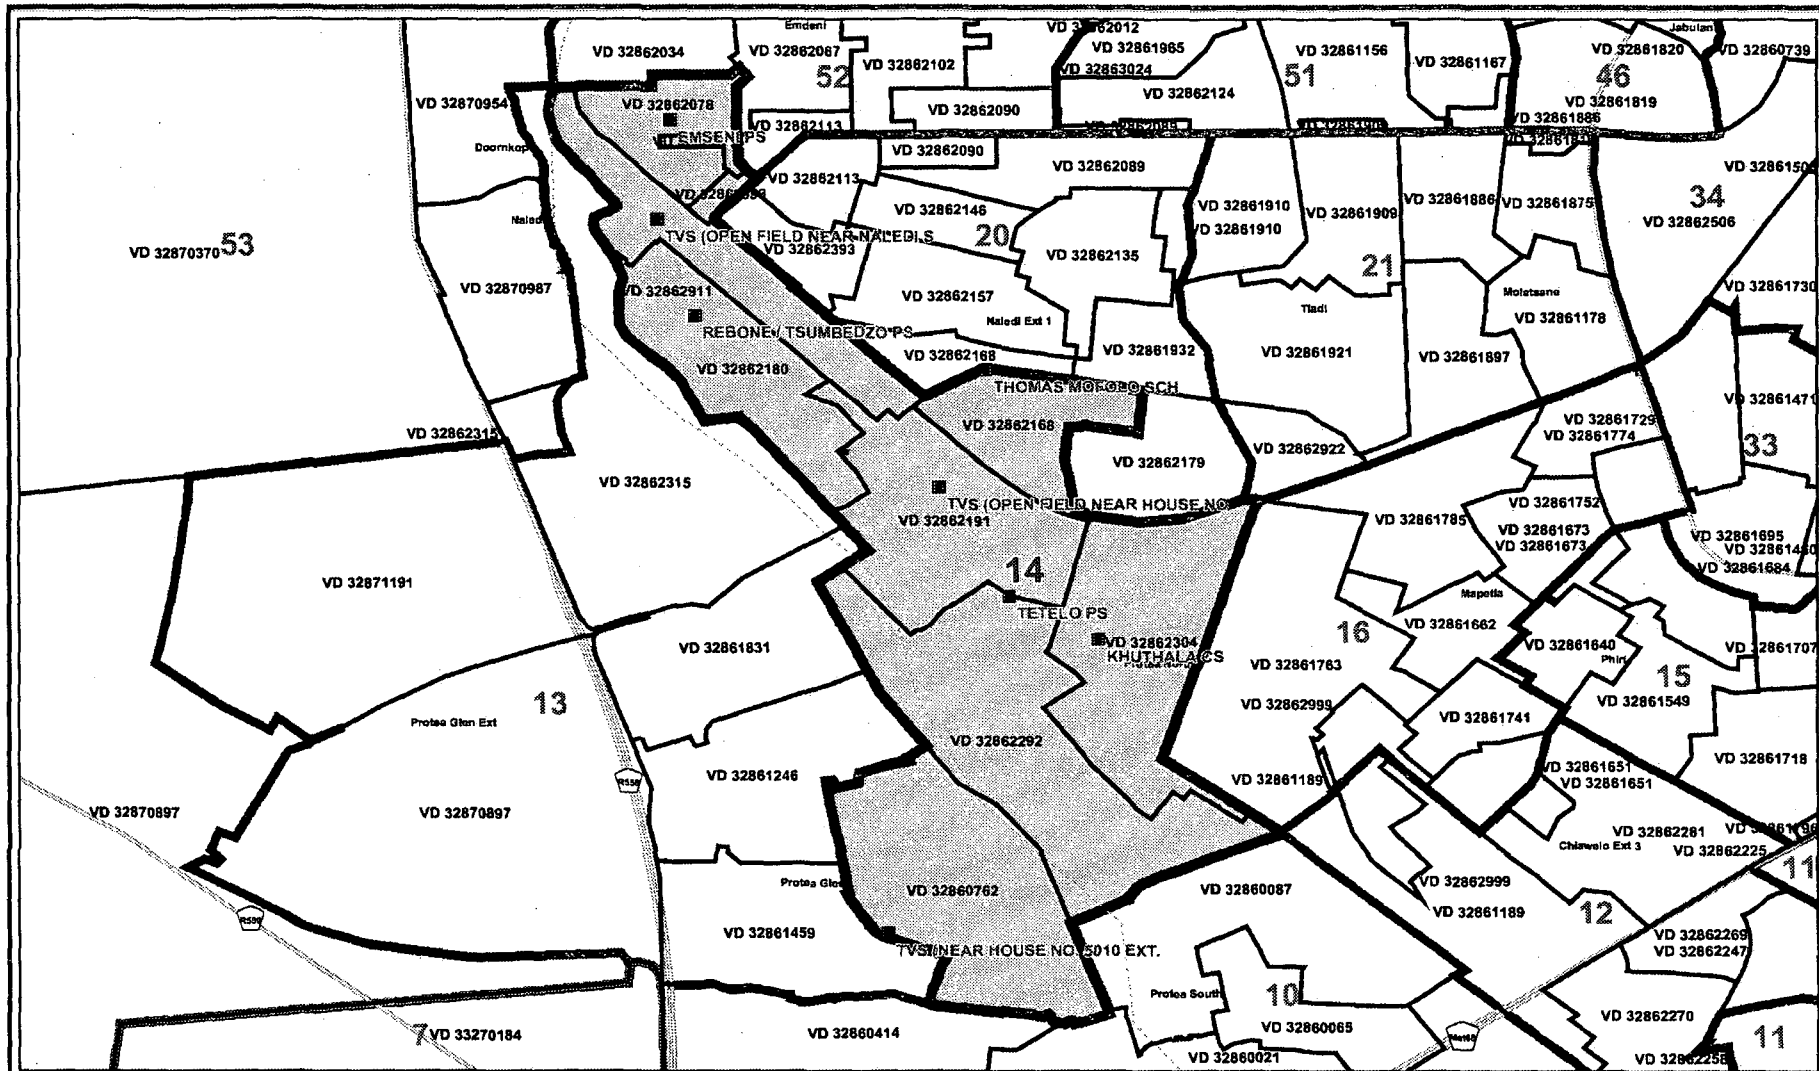 Emdeni
VD 32862034
VD 32862067
VD 32862102
52
VD 32861965
VD 32863024
VD 32861156
51
VD 32861167
VD 32861820
46
Jabulani
VD 32860739
VD 32870954
VD 32862078
VD 32862090
VD 32862124
VD 32861819
VD 32861886
EMSENI PS
VD 32862113
Doornkop
VD 32862090
VD 32862089
VD 32862113
VD 32861910
VD 32861909
VD 32861886
VD 32861875
34
VD 32862506
VD 32862146
20
VD 32861910
53
VD 32870370
TVS (OPEN FIELD NEAR NALEDI S
VD 32862393
VD 32862135
21
VD 32870987
VD 32862911
VD 32862157
VD 32861730
Naledi Ext 1
Tladi
Moletsane
VD 32861178
REBONE / TSUMBEDZO PS
VD 32862168
VD 32861932
VD 32861921
VD 32861897
VD 32862180
THOMAS MOFOLO SCH
VD 32861471
VD 32862315
VD 32862168
VD 32861729
VD 32861774
33
VD 32862179
VD 32862922
VD 32862315
TVS (OPEN FIELD NEAR HOUSE NO
VD 32862191
VD 32861785
VD 32861752
VD 32861673
VD 32861673
VD 32861695
VD 32861684
VD 32871191
14
TETELO PS
Mapetla
16
VD 32861662
VD 32861831
VD 32862304
KHUTHALA CS
VD 32861640
Phiri
VD 32861707
VD 32861763
15
VD 32861549
13
Protea Glen Ext
VD 32862999
VD 32861741
VD 32862292
VD 32861246
VD 32861189
VD 32861651
VD 32861651
VD 32861718
R558
VD 32870897
VD 32870897
VD 32862281
Chiawelo Ext 3
VD 32862225
11
VD 32860762
VD 32860087
VD 32862999
VD 32861189
12
VD 32861459
TVS (NEAR HOUSE NO. 5010 EXT.
VD 32862269
VD 32862247
Protea South
10
7
VD 33270184
VD 32860414
VD 32860065
VD 32862270
11
VD 32860021
VD 32862258